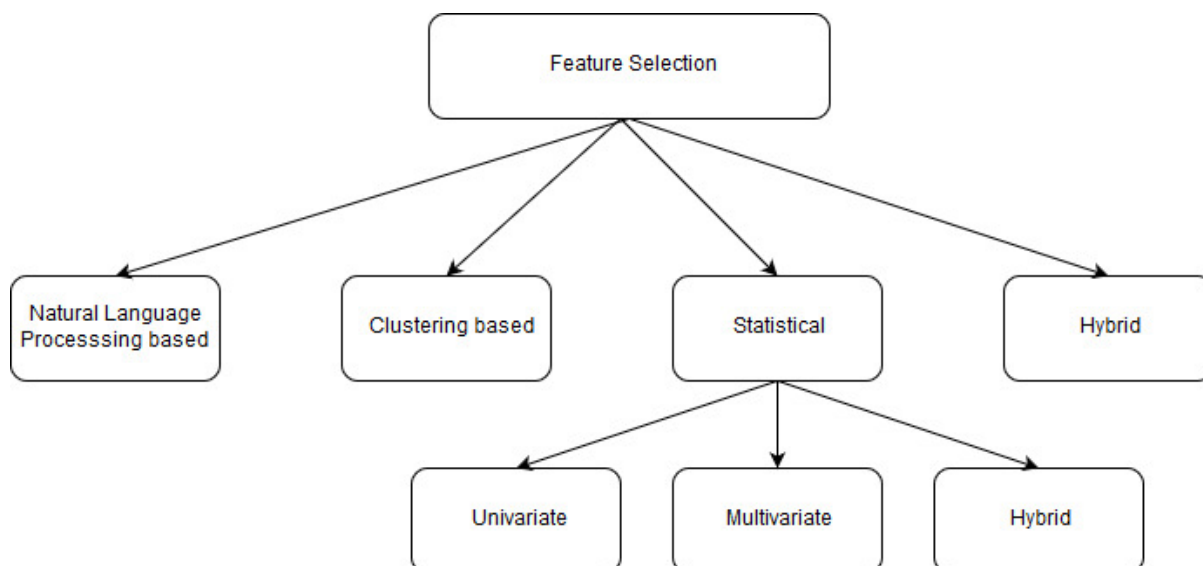 Feature Selection
Natural Language
Processsing based
Clustering based
Statistical
Hybrid
Univariate
Multivariate
Hybrid